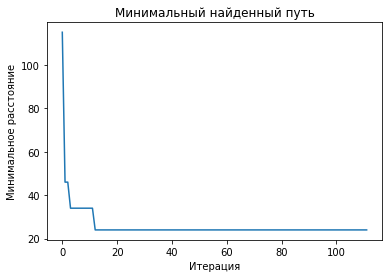 Минимальный найденный путь
Минимальное расстояние
100
80
60
40
20
0 20 40 60 80 100
Итерация